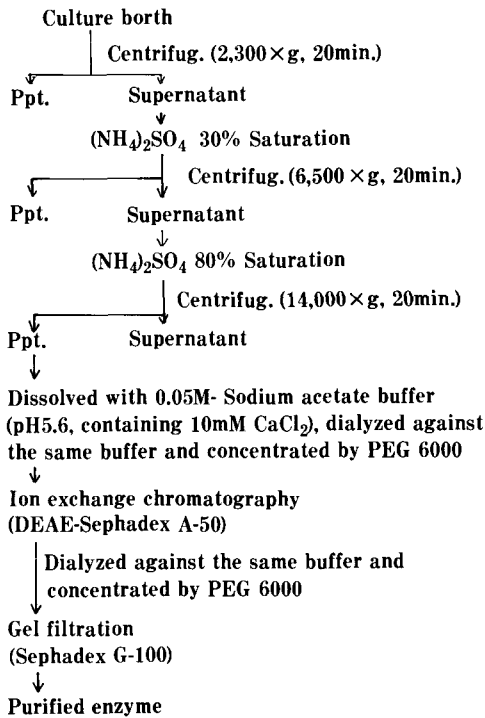 Culture borth
Centrifug. (2,300×g, 20min.)
Ppt. Supernatant
(NH₄)₂SO₄ 30% Saturation
Centrifug. (6,500 ×g, 20min.)
Ppt. Supernatant
(NH₄)₂SO₄ 80% Saturation
Centrifug. (14,000×g, 20min.)
Ppt. Supernatant
Dissolved with 0.05M- Sodium acetate buffer
(pH5.6, containing 10mM CaCl₂), dialyzed against
the same buffer and concentrated by PEG 6000
Ion exchange chromatography
(DEAE-Sephadex A-50)
Dialyzed against the same buffer and
concentrated by PEG 6000
Gel filtration
(Sephadex G-100)
Purified enzyme